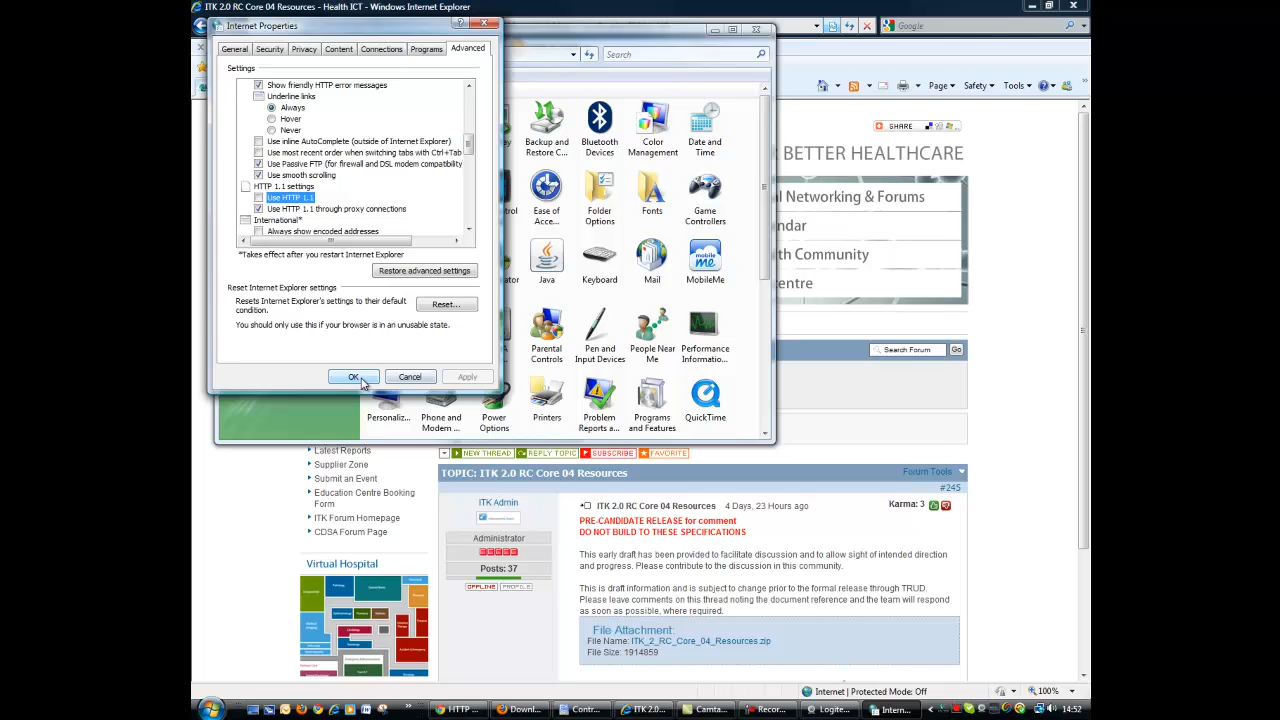 ITK 2.0 RC Core 04 Resources - Health ICT - Windows Internet Explorer
Internet Properties
General Security Privacy Content Connections Programs Advanced
Settings
Show friendly HTTP error messages
Underline links
Always
Hover
Never
Use inline AutoComplete (outside of Internet Explorer)
Use most recent order when switching tabs with Ctrl+Tab
Use Passive FTP (for firewall and DSL modem compatibility
Use smooth scrolling
HTTP 1.1 settings
Use HTTP 1.1
Use HTTP 1.1 through proxy connections
International*
Always show encoded addresses
*Takes effect after you restart Internet Explorer
Restore advanced settings
Reset Internet Explorer settings
Resets Internet Explorer's settings to their default
condition.
Reset...
You should only use this if your browser is in an unusable state.
OK Cancel Apply
Search
Backup and
Restore C...
Bluetooth
Devices
Color
Management
Date and
Time
Ease of
Acce...
Folder
Options
Fonts
Game
Controllers
Java
Keyboard
Mail
MobileMe
Parental
Controls
Pen and
Input Devices
People Near
Me
Performance
Informatio...
Personaliz...
Phone and
Modem ...
Power
Options
Printers
Problem
Reports a...
Programs
and Features
QuickTime
Google
Page Safety Tools
SHARE
BETTER HEALTHCARE
l Networking & Forums
ndar
th Community
entre
Search Forum Go
Latest Reports
Supplier Zone
Submit an Event
Education Centre Booking
Form
ITK Forum Homepage
CDSA Forum Page
Virtual Hospital
NEW THREAD REPLY TOPIC SUBSCRIBE FAVORITE
TOPIC: ITK 2.0 RC Core 04 Resources Forum Tools
#245
ITK Admin
Administrator
Posts: 37
OFFLINE PROFILE
ITK 2.0 RC Core 04 Resources 4 Days, 23 Hours ago Karma: 3
PRE-CANDIDATE RELEASE for comment
DO NOT BUILD TO THESE SPECIFICATIONS
This early draft has been provided to facilitate discussion and to allow sight of intended direction
and progress. Please contribute to the discussion in this community.
This is draft information and is subject to change prior to the formal release through TRUD.
Please leave comments on this thread noting the document reference and the team will respond
as soon as possible, where required.
File Attachment:
File Name: ITK_2_RC_Core_04_Resources.zip
File Size: 1914859
Internet | Protected Mode: Off 100%
HTTP ... Downl... Contr... ITK 2.0... Camta... Recor... Logite... Intern... 14:52